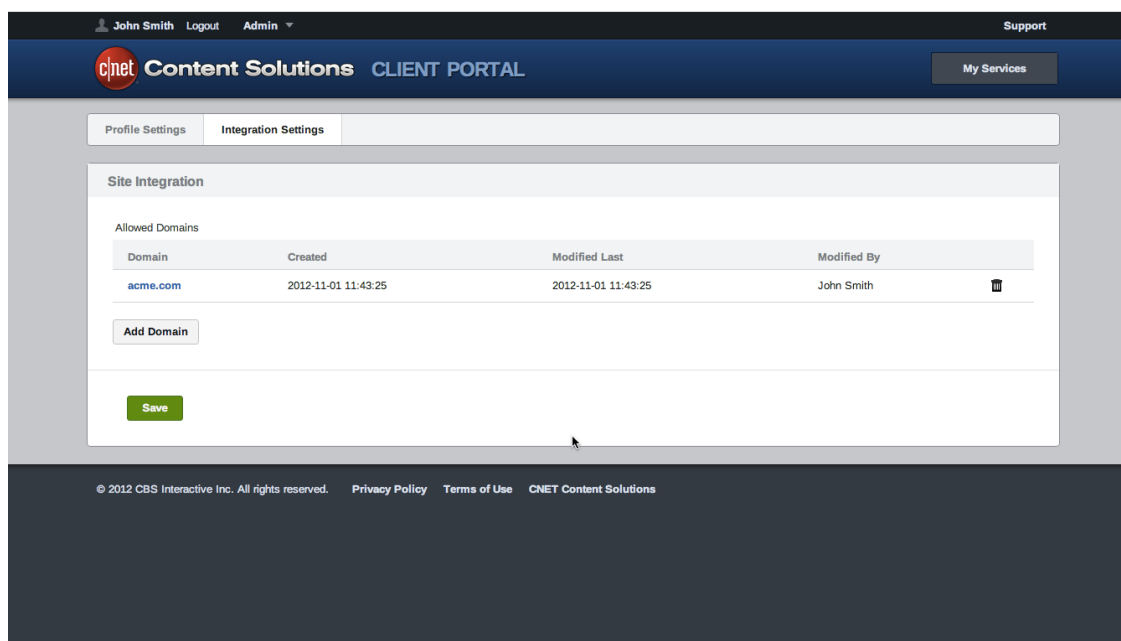 John Smith Logout Admin Support
c|net Content Solutions CLIENT PORTAL My Services
Profile Settings Integration Settings
Site Integration
Allowed Domains
Domain Created Modified Last Modified By
acme.com 2012-11-01 11:43:25 2012-11-01 11:43:25 John Smith
Add Domain
Save
© 2012 CBS Interactive Inc. All rights reserved. Privacy Policy Terms of Use CNET Content Solutions